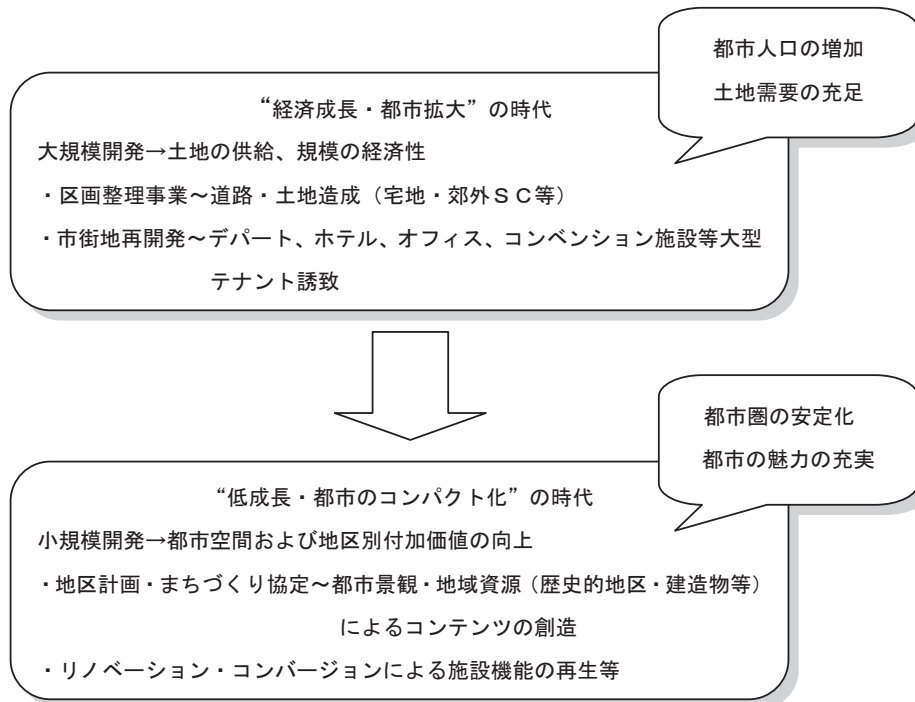 都市人口の増加
土地需要の充足
“経済成長・都市拡大”の時代
大規模開発→土地の供給、規模の経済性
・区画整理事業～道路・土地造成（宅地・郊外ＳＣ等）
・市街地再開発～デパート、ホテル、オフィス、コンベンション施設等大型
テナント誘致
都市圏の安定化
都市の魅力の充実
“低成長・都市のコンパクト化”の時代
小規模開発→都市空間および地区別付加価値の向上
・地区計画・まちづくり協定～都市景観・地域資源（歴史的地区・建造物等）
によるコンテンツの創造
・リノベーション・コンバージョンによる施設機能の再生等